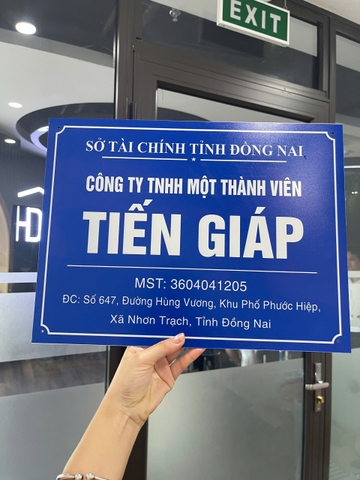 EXIT
SỞ TÀI CHÍNH TỈNH ĐỒNG NAI
CÔNG TY TNHH MỘT THÀNH VIÊN
TIẾN GIÁP
MST: 3604041205
ĐC: Số 647, Đường Hùng Vương, Khu Phố Phước Hiệp,
Xã Nhơn Trạch, Tỉnh Đồng Nai
HD